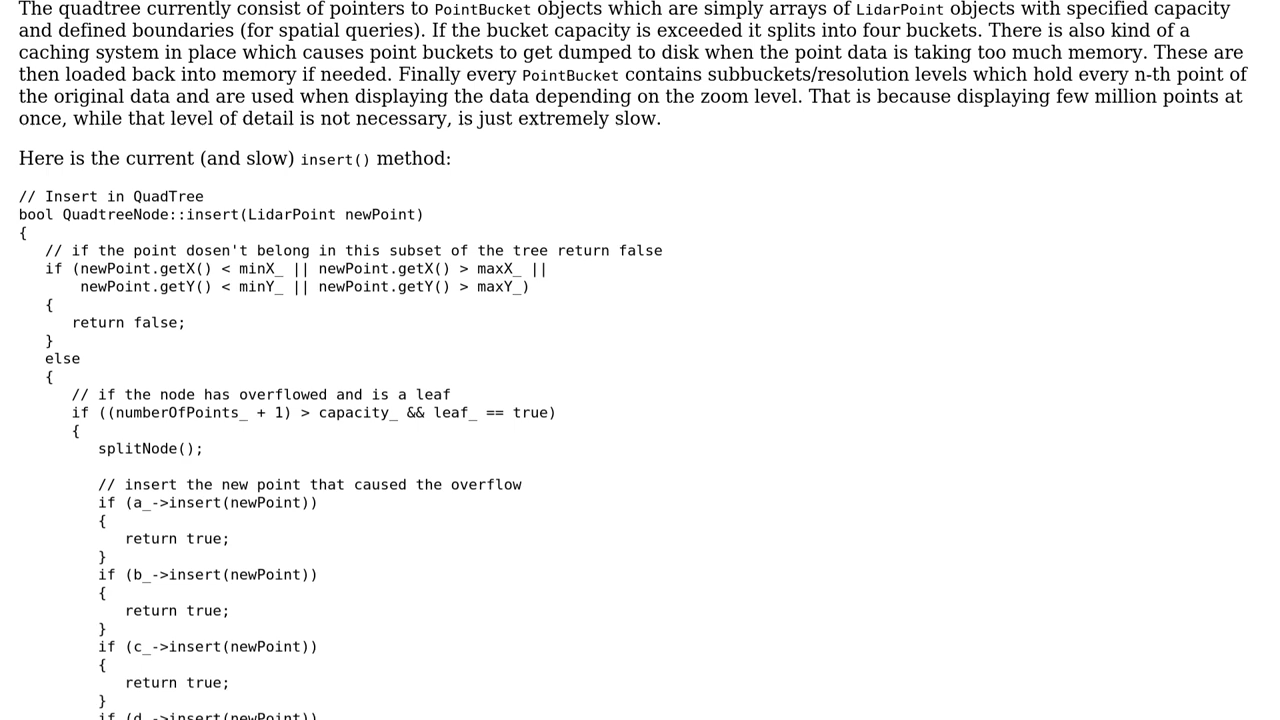 The quadtree currently consist of pointers to PointBucket objects which are simply arrays of LidarPoint objects with specified capacity
and defined boundaries (for spatial queries). If the bucket capacity is exceeded it splits into four buckets. There is also kind of a
caching system in place which causes point buckets to get dumped to disk when the point data is taking too much memory. These are
then loaded back into memory if needed. Finally every PointBucket contains subbuckets/resolution levels which hold every n-th point of
the original data and are used when displaying the data depending on the zoom level. That is because displaying few million points at
once, while that level of detail is not necessary, is just extremely slow.
Here is the current (and slow) insert() method:
// Insert in QuadTree
bool QuadtreeNode::insert(LidarPoint newPoint)
{
   // if the point dosen't belong in this subset of the tree return false
   if (newPoint.getX() < minX_ || newPoint.getX() > maxX_ ||
       newPoint.getY() < minY_ || newPoint.getY() > maxY_)
   {
      return false;
   }
   else
   {
      // if the node has overflowed and is a leaf
      if ((numberOfPoints_ + 1) > capacity_ && leaf_ == true)
      {
         splitNode();
         // insert the new point that caused the overflow
         if (a_->insert(newPoint))
         {
            return true;
         }
         if (b_->insert(newPoint))
         {
            return true;
         }
         if (c_->insert(newPoint))
         {
            return true;
         }
         if (d_->insert(newPoint))